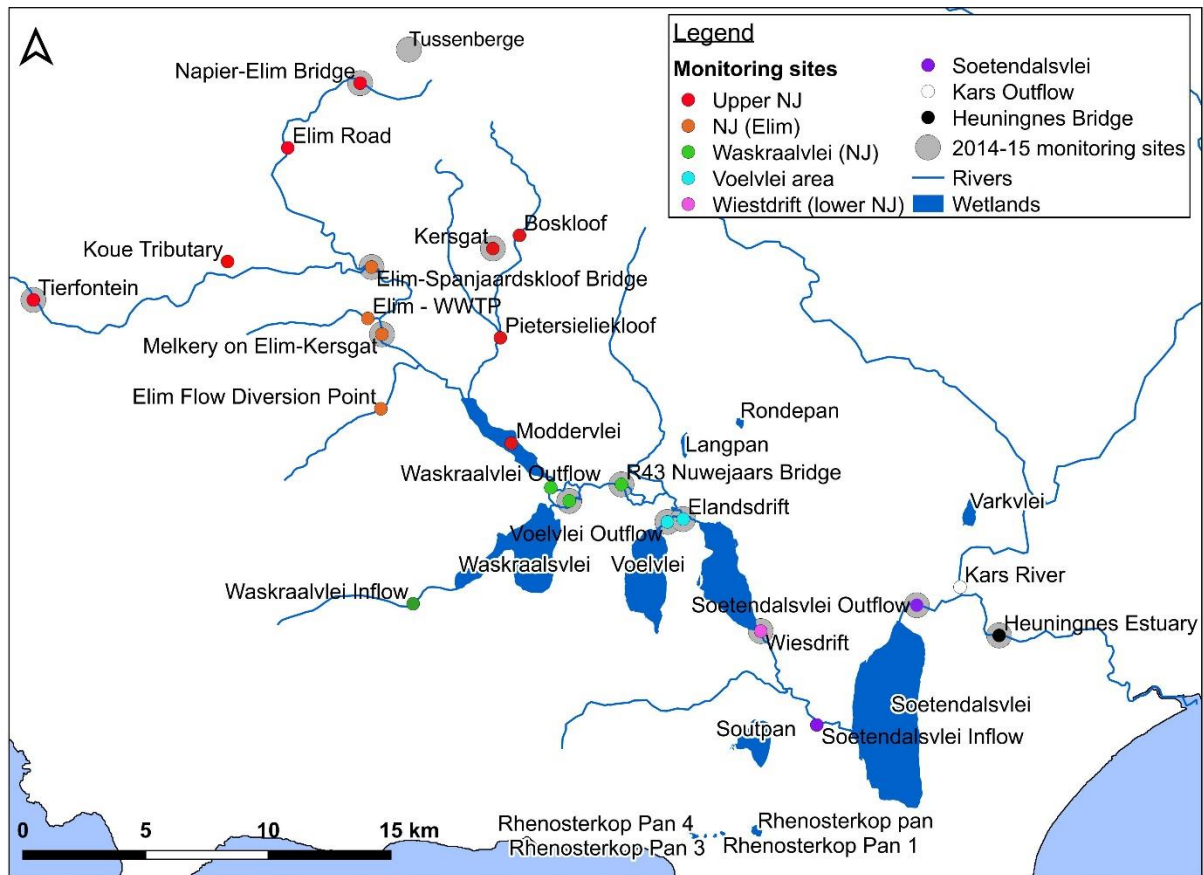 Tussenberge
Napier-Elim Bridge
Elim Road
Koue Tributary
Tierfontein
Kersgat
Boskloof
Elim-Spanjaardskloof Bridge
Elim - WWTP
Melkery on Elim-Kersgat
Pietersieliekloof
Elim Flow Diversion Point
Moddervlei
Rondepan
Langpan
Waskraalvlei Outflow
R43 Nuwejaars Bridge
Elandsdrift
Voelvlei Outflow
Varkvlei
Waskraalsvlei
Voelvlei
Waskraalvlei Inflow
Kars River
Soetendalsvlei Outflow
Heuningnes Estuary
Wiesdrift
Soetendalsvlei
Soutpan
Soetendalsvlei Inflow
Rhenosterkop Pan 4
Rhenosterkop pan
Rhenosterkop Pan 3
Rhenosterkop Pan 1
0 5 10 15 km
Legend
Monitoring sites
Upper NJ
NJ (Elim)
Waskraalvlei (NJ)
Voelvlei area
Wiestdrift (lower NJ)
Soetendalsvlei
Kars Outflow
Heuningnes Bridge
2014-15 monitoring sites
Rivers
Wetlands